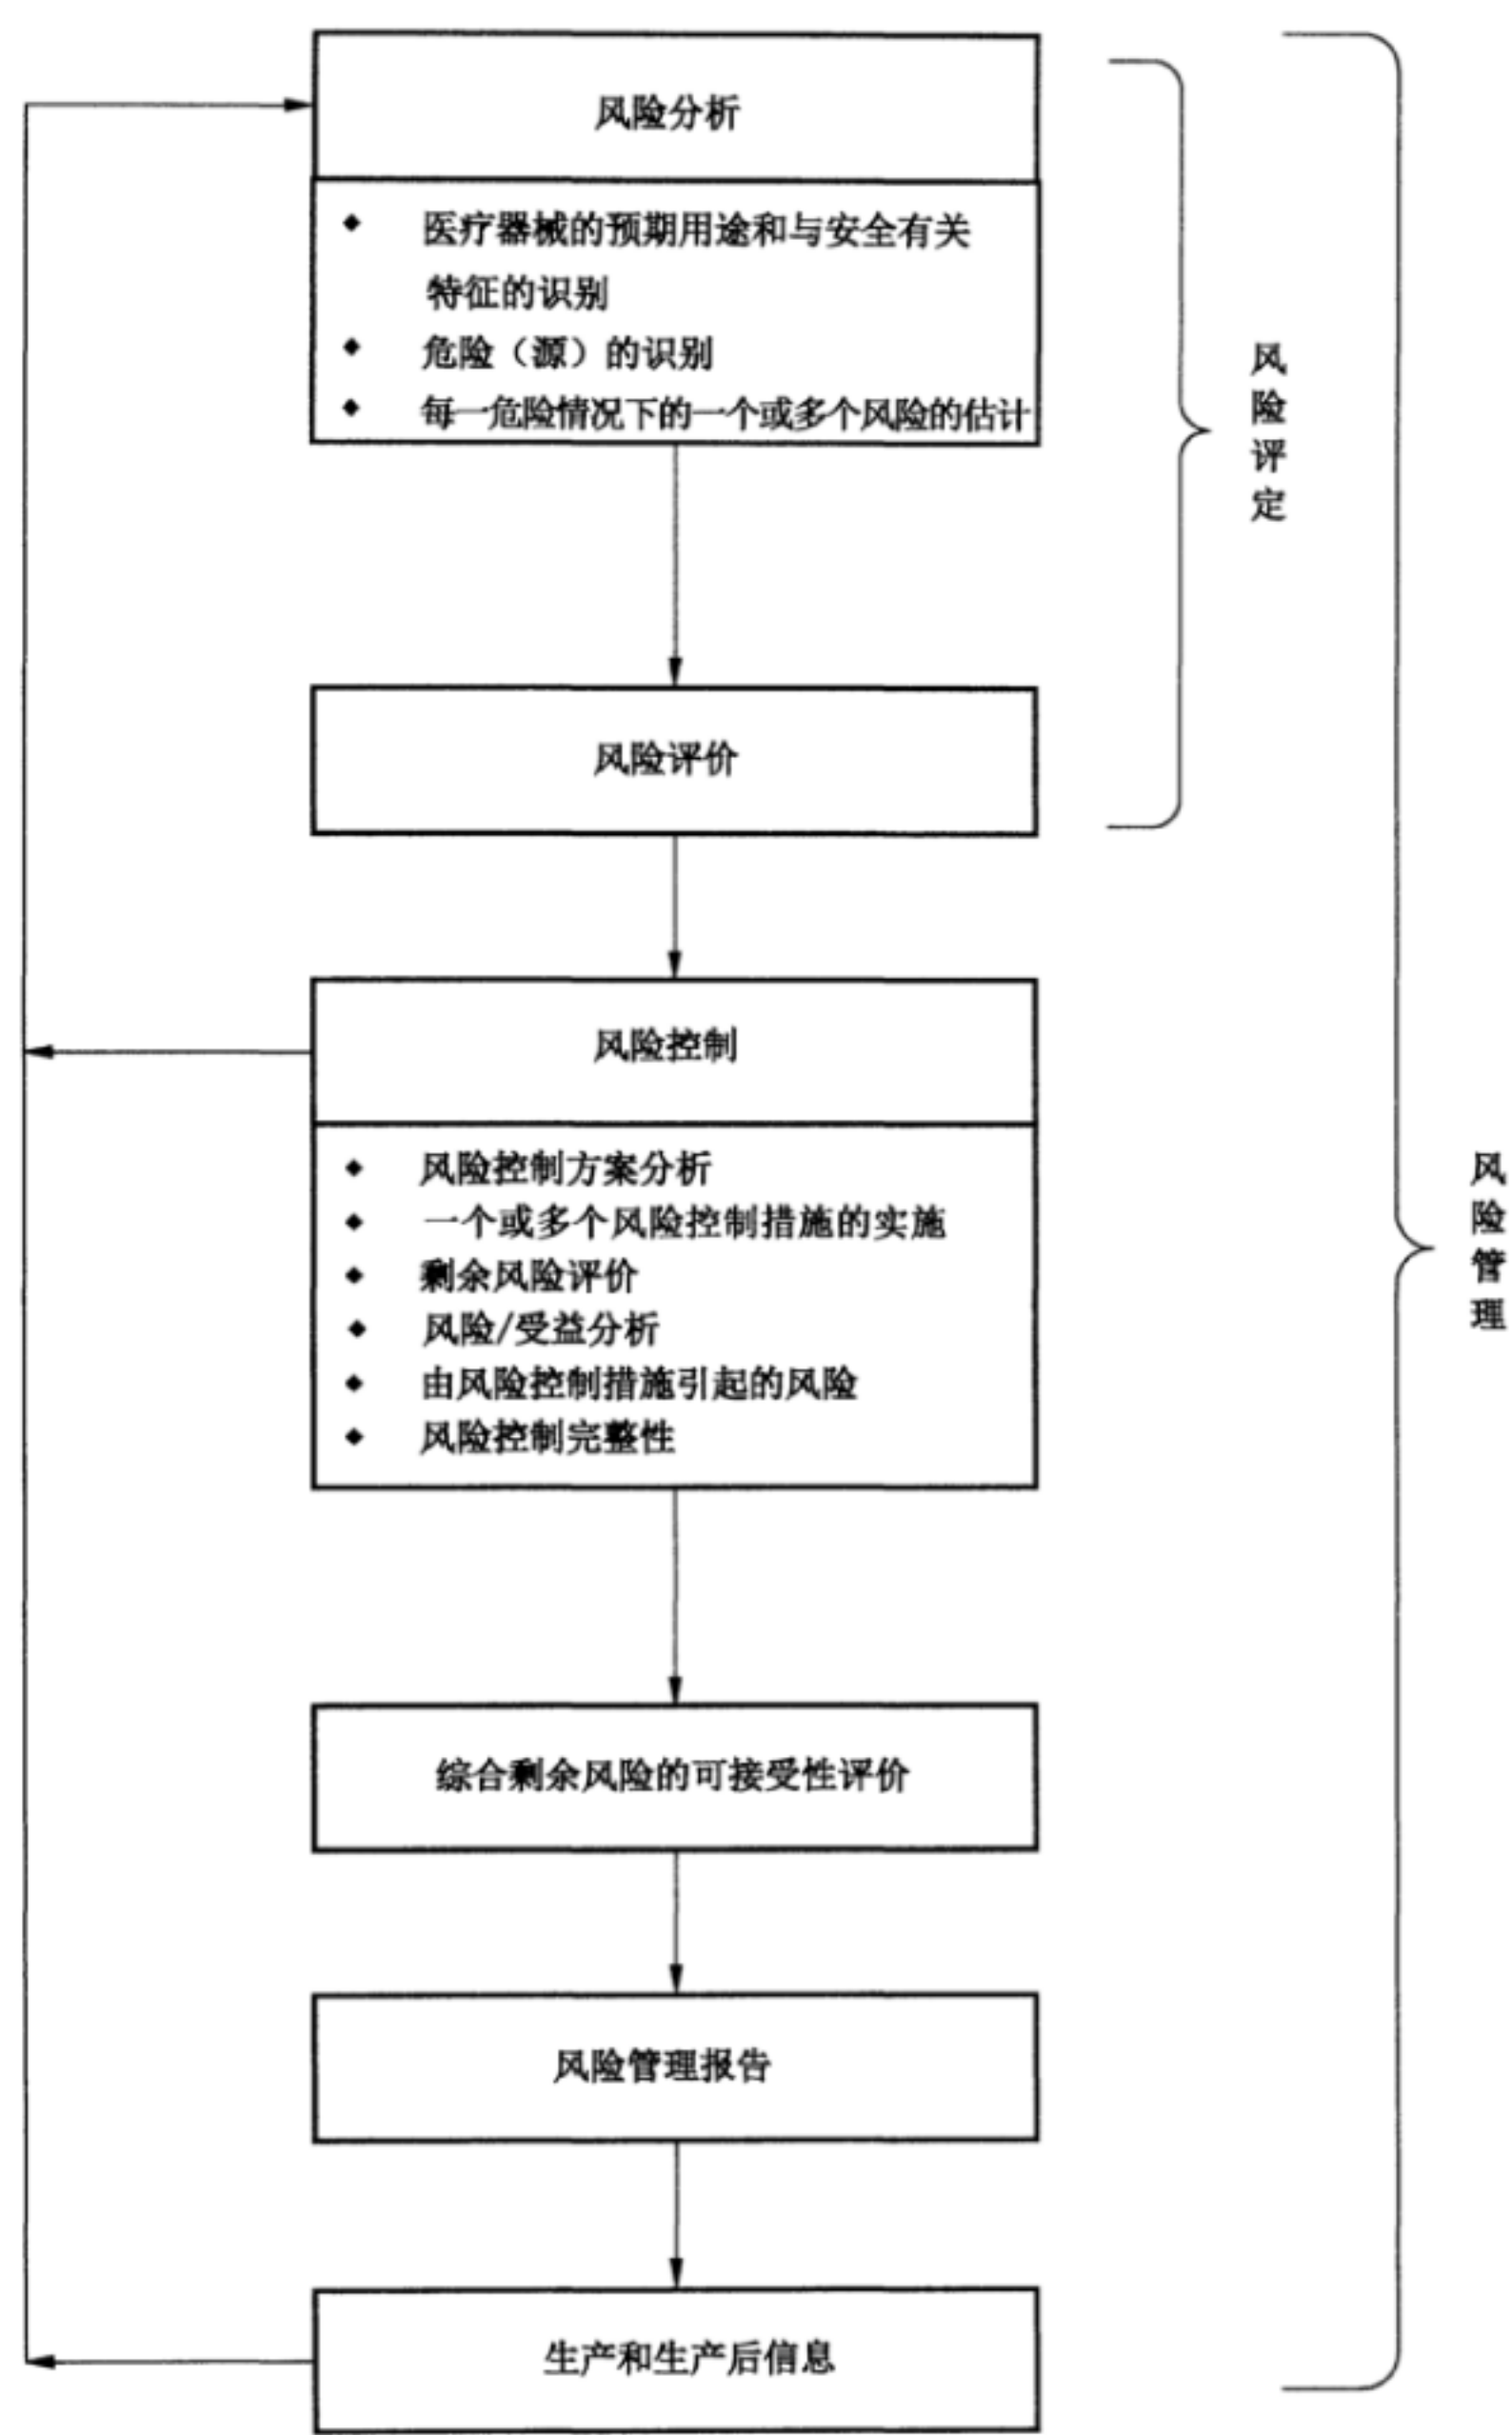 风险分析
◆ 医疗器械的预期用途和与安全有关
特征的识别
◆ 危险（源）的识别
◆ 每一危险情况下的一个或多个风险的估计
风险评定
风险评价
风险控制
◆ 风险控制方案分析
◆ 一个或多个风险控制措施的实施
◆ 剩余风险评价
◆ 风险/受益分析
◆ 由风险控制措施引起的风险
◆ 风险控制完整性
风险管理
综合剩余风险的可接受性评价
风险管理报告
生产和生产后信息